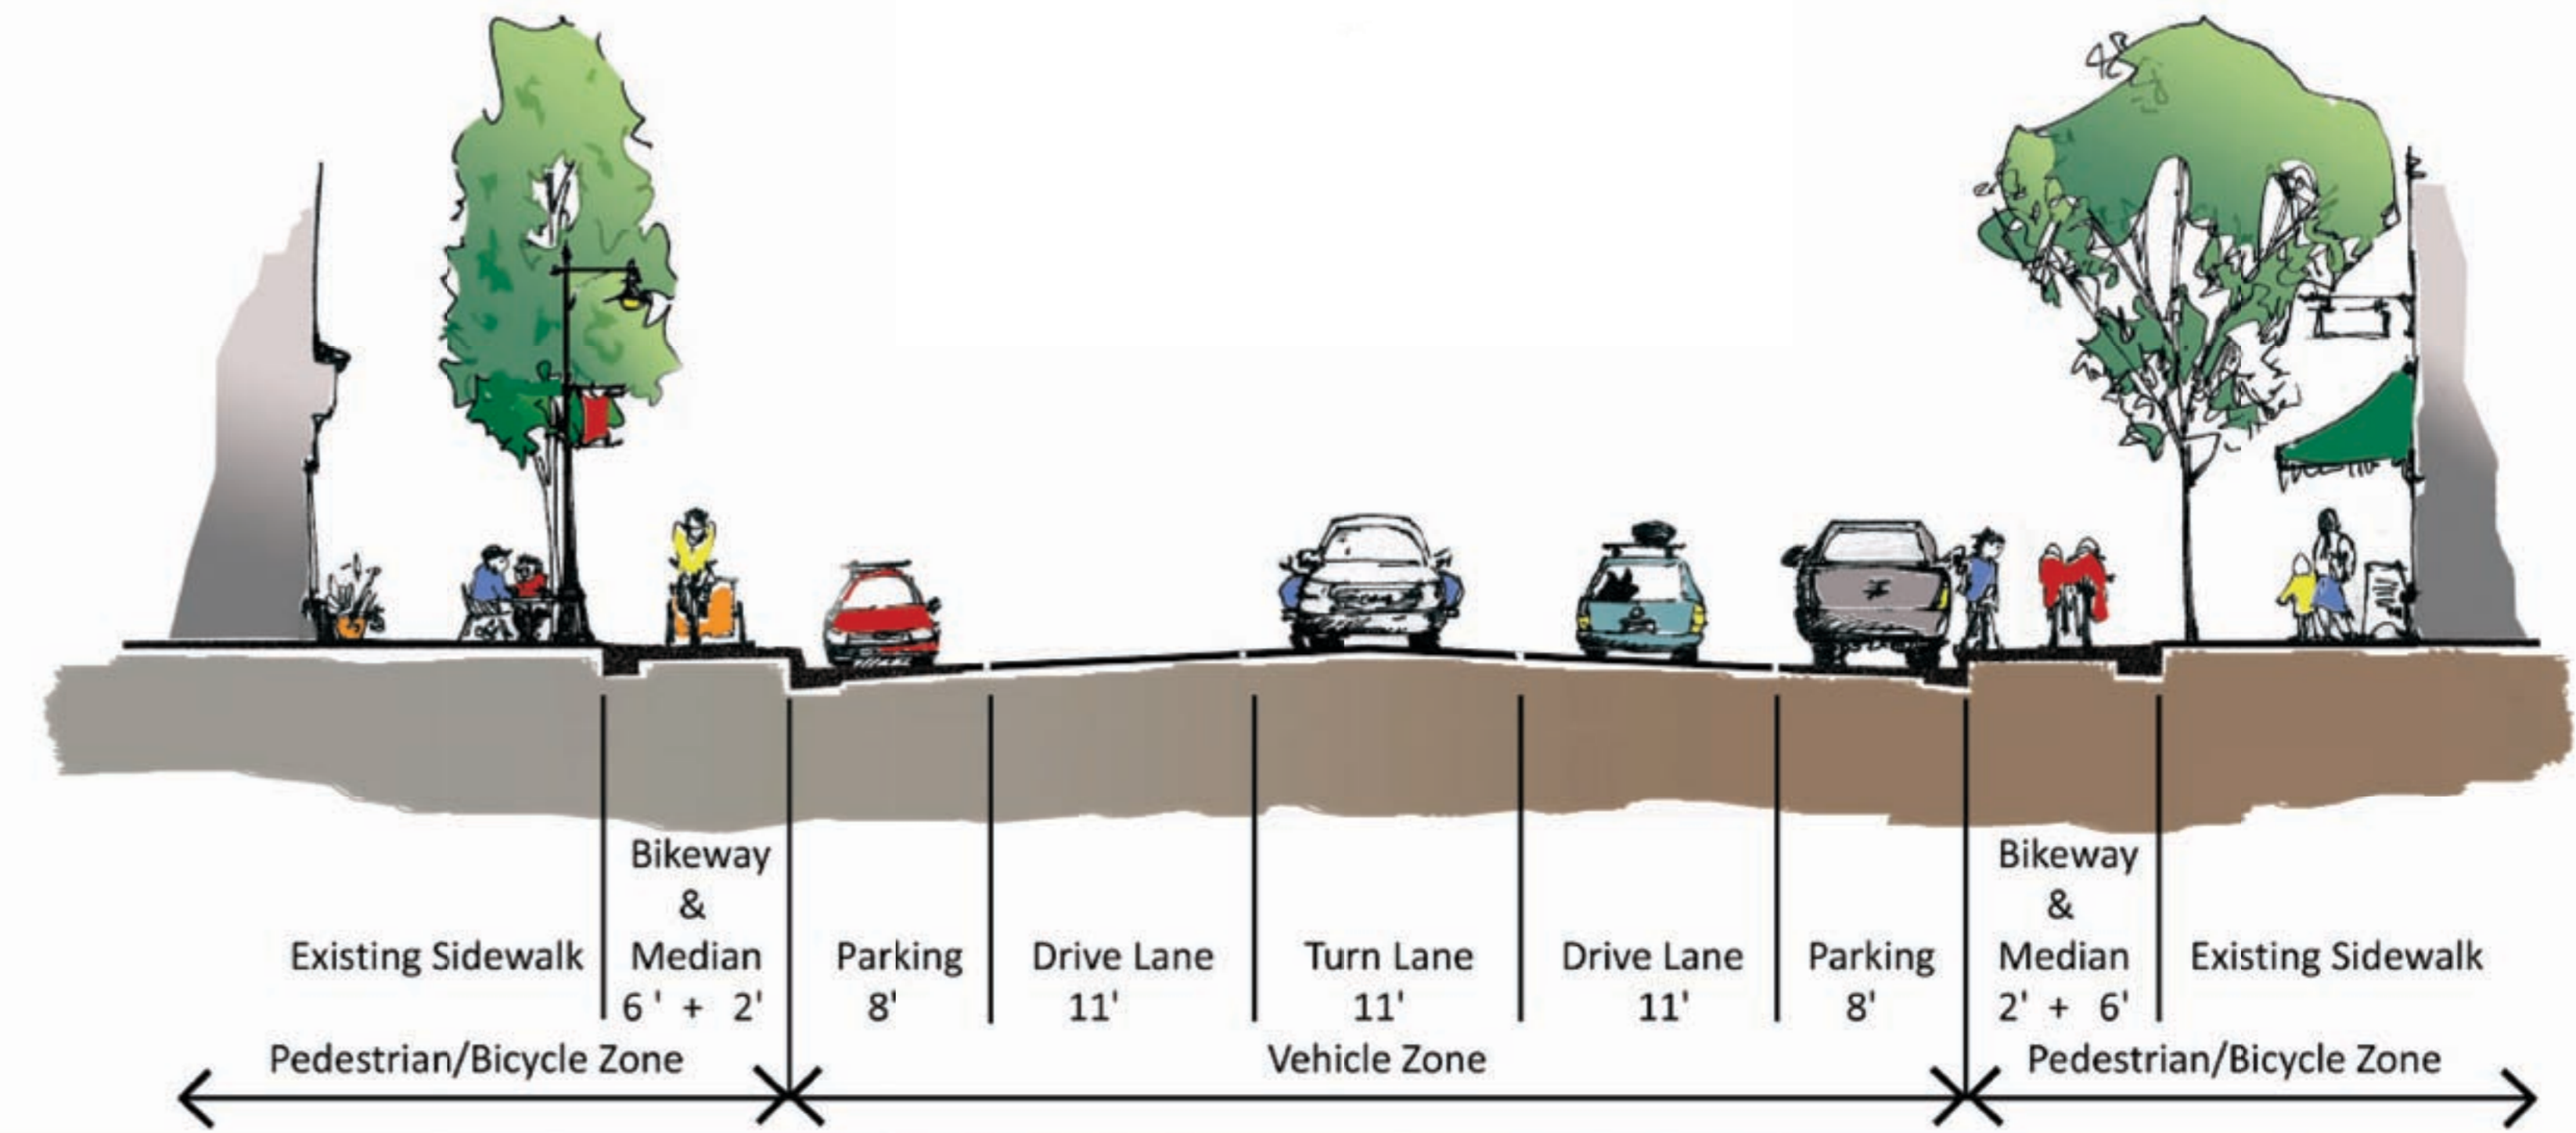 Bikeway
&
Existing Sidewalk Median
6' + 2'
Parking
8'
Drive Lane
11'
Turn Lane
11'
Drive Lane
11'
Parking
8'
Bikeway
&
Median
2' + 6'
Existing Sidewalk
Pedestrian/Bicycle Zone
Vehicle Zone
Pedestrian/Bicycle Zone